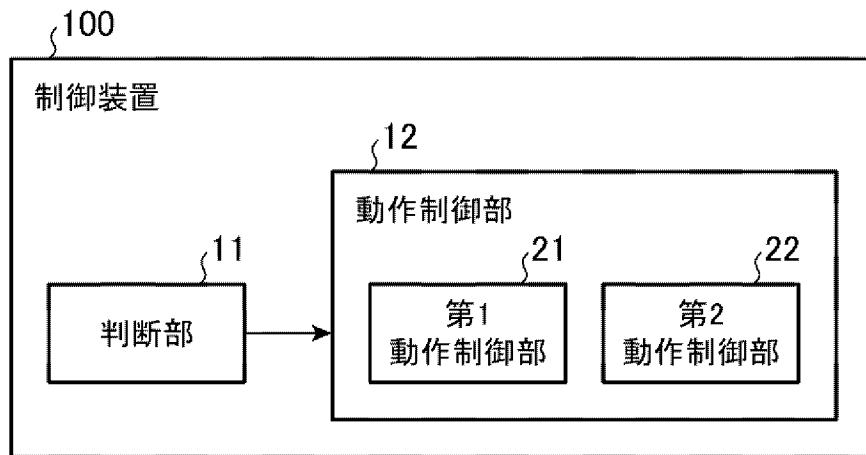 100
制御装置
12
動作制御部
11
判断部
21
第1
動作制御部
22
第2
動作制御部